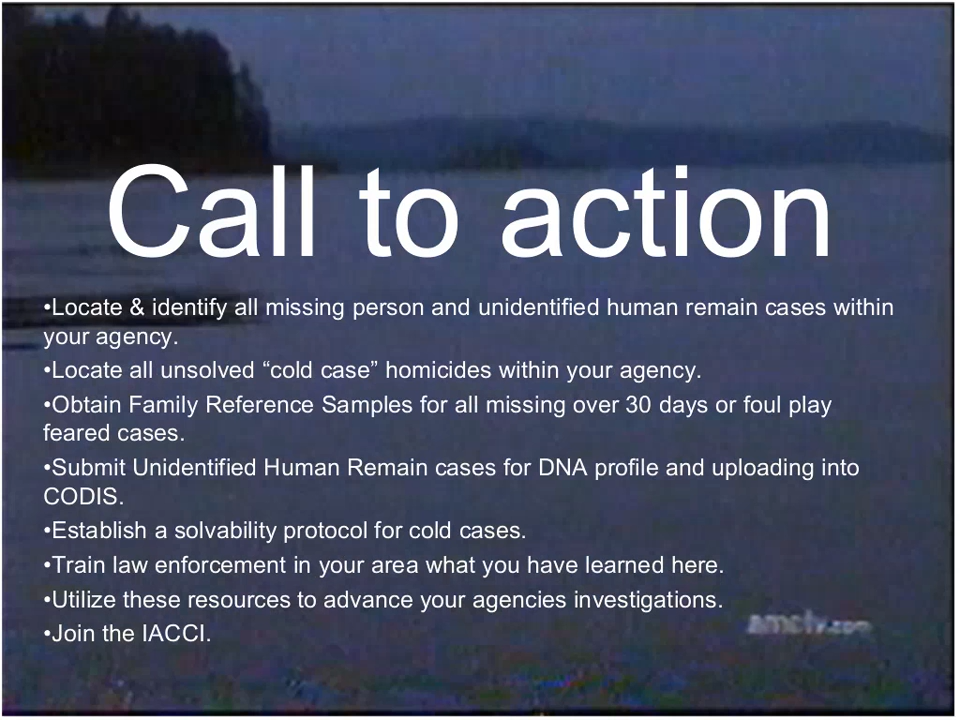 Call to action
•Locate & identify all missing person and unidentified human remain cases within
your agency.
•Locate all unsolved “cold case” homicides within your agency.
•Obtain Family Reference Samples for all missing over 30 days or foul play
feared cases.
•Submit Unidentified Human Remain cases for DNA profile and uploading into
CODIS.
•Establish a solvability protocol for cold cases.
•Train law enforcement in your area what you have learned here.
•Utilize these resources to advance your agencies investigations.
•Join the IACCI.
amctv.com